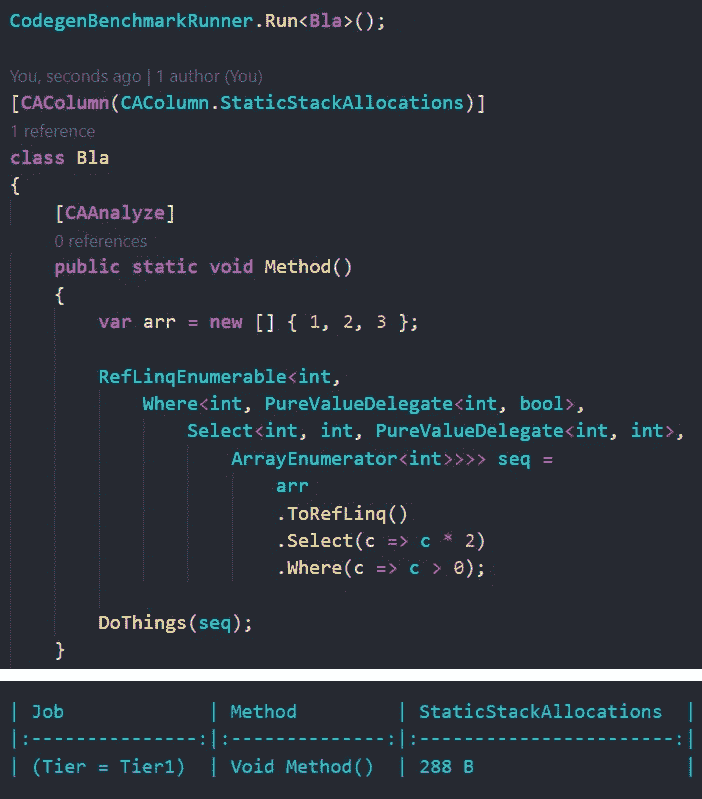 CodegenBenchmarkRunner.Run<Bla>();
You, seconds ago | 1 author (You)
[CAColumn(CAColumn.StaticStackAllocations)]
1 reference
class Bla
{
[CAAnalyze]
0 references
public static void Method()
{
var arr = new [] { 1, 2, 3 };
RefLinqEnumerable<int,
Where<int, PureValueDelegate<int, bool>,
Select<int, int, PureValueDelegate<int, int>,
ArrayEnumerator<int>>>> seq =
arr
.ToRefLinq()
.Select(c => c * 2)
.Where(c => c > 0);
DoThings(seq);
}
| Job | Method | StaticStackAllocations |
|:---------------:|:--------------:|:-----------------------:|
| (Tier = Tier1) | Void Method() | 288 B |